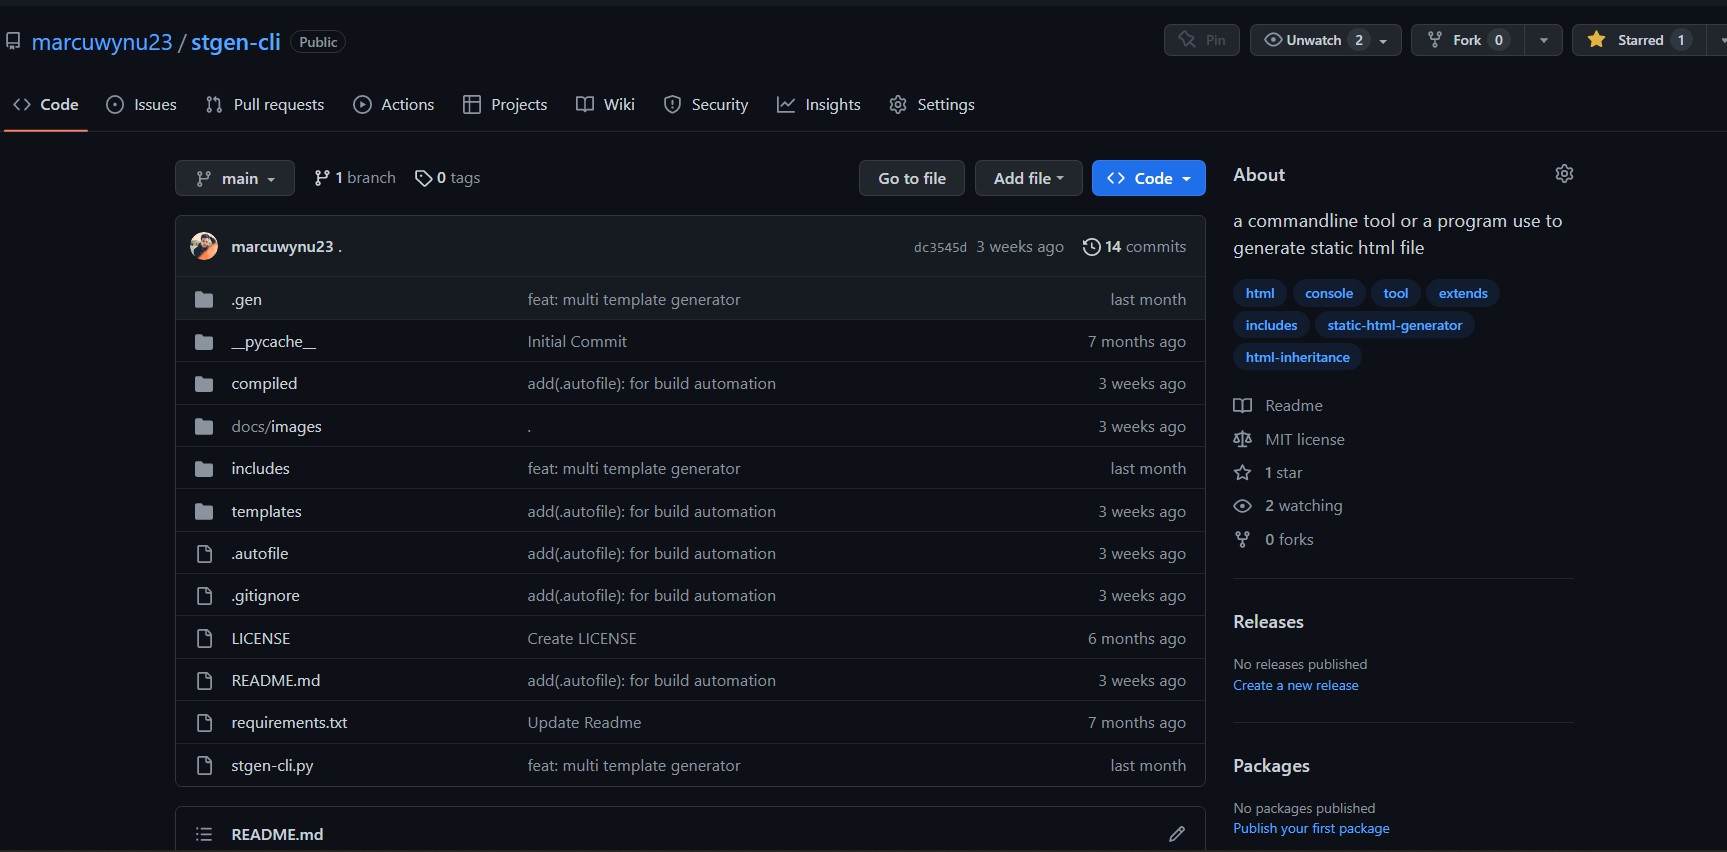 marcuwynu23 / stgen-cli Public
Pin Unwatch 2 Fork 0 Starred 1
Code Issues Pull requests Actions Projects Wiki Security Insights Settings
main 1 branch 0 tags Go to file Add file Code
marcuwynu23 . dc3545d 3 weeks ago 14 commits
.gen feat: multi template generator last month
__pycache__ Initial Commit 7 months ago
compiled add(.autofile): for build automation 3 weeks ago
docs/images . 3 weeks ago
includes feat: multi template generator last month
templates add(.autofile): for build automation 3 weeks ago
.autofile add(.autofile): for build automation 3 weeks ago
.gitignore add(.autofile): for build automation 3 weeks ago
LICENSE Create LICENSE 6 months ago
README.md add(.autofile): for build automation 3 weeks ago
requirements.txt Update Readme 7 months ago
stgen-cli.py feat: multi template generator last month
README.md
About
a commandline tool or a program use to
generate static html file
html console tool extends
includes static-html-generator
html-inheritance
Readme
MIT license
1 star
2 watching
0 forks
Releases
No releases published
Create a new release
Packages
No packages published
Publish your first package